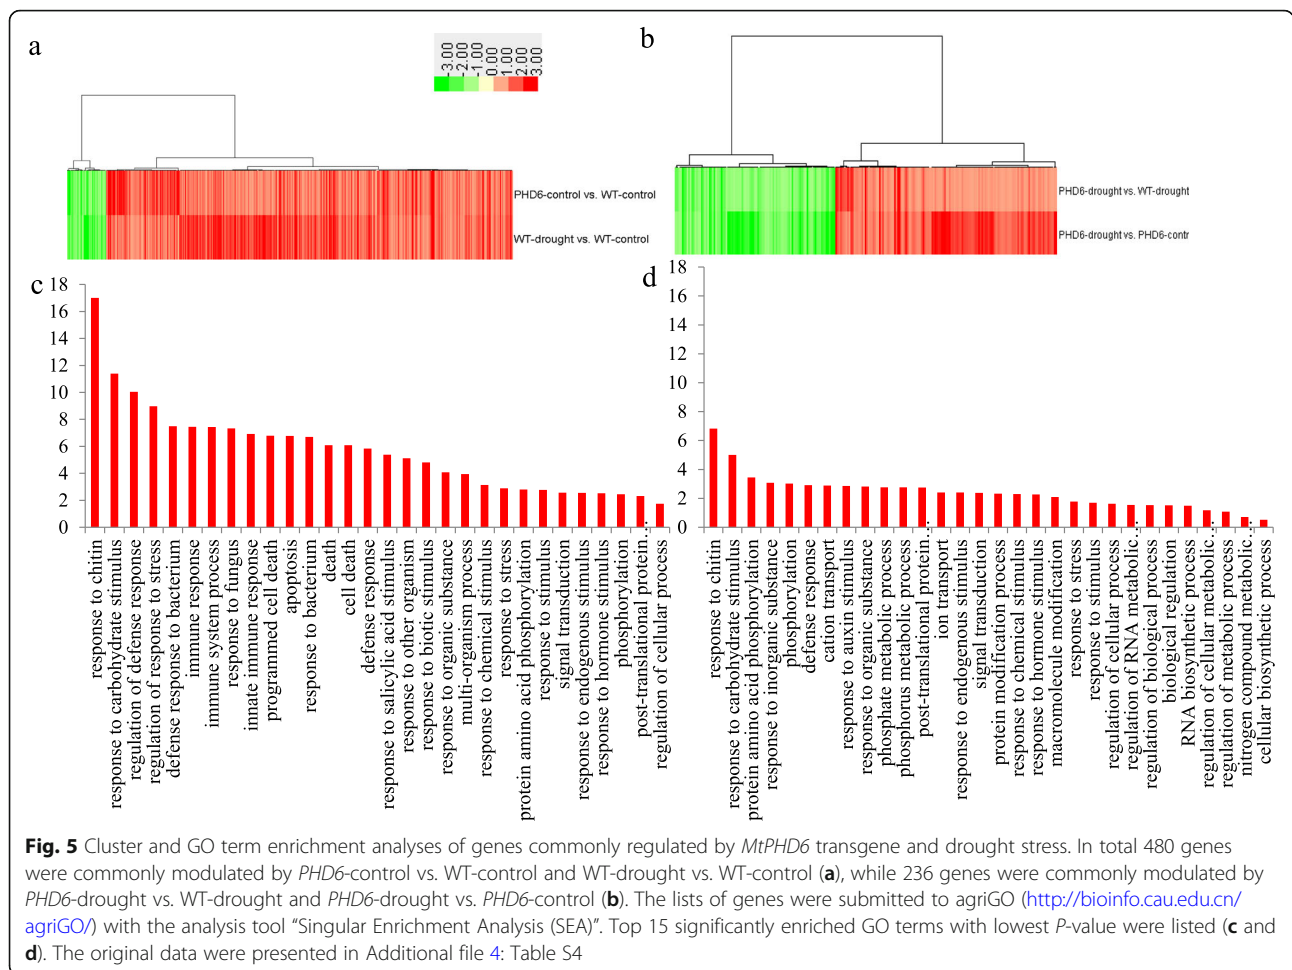 a
-3.00
-2.00
-1.00
0.00
1.00
2.00
3.00
b
PHD6-control vs. WT-control
WT-drought vs. WT-control
PHD6-drought vs. WT-drought
PHD6-drought vs. PHD6-contr
c
18
16
14
12
10
8
6
4
2
0
response to chitin
response to carbohydrate stimulus
regulation of defense response
regulation of response to stress
defense response to bacterium
immune response
immune system process
response to fungus
innate immune response
programmed cell death
apoptosis
response to bacterium
death
cell death
defense response
response to salicylic acid stimulus
response to other organism
response to biotic stimulus
response to organic substance
multi-organism process
response to chemical stimulus
response to stress
protein amino acid phosphorylation
response to stimulus
signal transduction
response to endogenous stimulus
response to hormone stimulus
phosphorylation
post-translational protein…
regulation of cellular process
d
18
16
14
12
10
8
6
4
2
0
response to chitin
response to carbohydrate stimulus
protein amino acid phosphorylation
response to inorganic substance
phosphorylation
defense response
cation transport
response to auxin stimulus
response to organic substance
phosphate metabolic process
phosphorus metabolic process
post-translational protein…
ion transport
response to endogenous stimulus
signal transduction
protein modification process
response to chemical stimulus
response to hormone stimulus
macromolecule modification
response to stress
response to stimulus
regulation of cellular process
regulation of RNA metabolic…
regulation of biological process
biological regulation
RNA biosynthetic process
regulation of cellular metabolic…
regulation of metabolic process
nitrogen compound metabolic…
cellular biosynthetic process
Fig. 5 Cluster and GO term enrichment analyses of genes commonly regulated by MtPHD6 transgene and drought stress. In total 480 genes
were commonly modulated by PHD6-control vs. WT-control and WT-drought vs. WT-control (a), while 236 genes were commonly modulated by
PHD6-drought vs. WT-drought and PHD6-drought vs. PHD6-control (b). The lists of genes were submitted to agriGO (http://bioinfo.cau.edu.cn/
agriGO/) with the analysis tool “Singular Enrichment Analysis (SEA)”. Top 15 significantly enriched GO terms with lowest P-value were listed (c and
d). The original data were presented in Additional file 4: Table S4